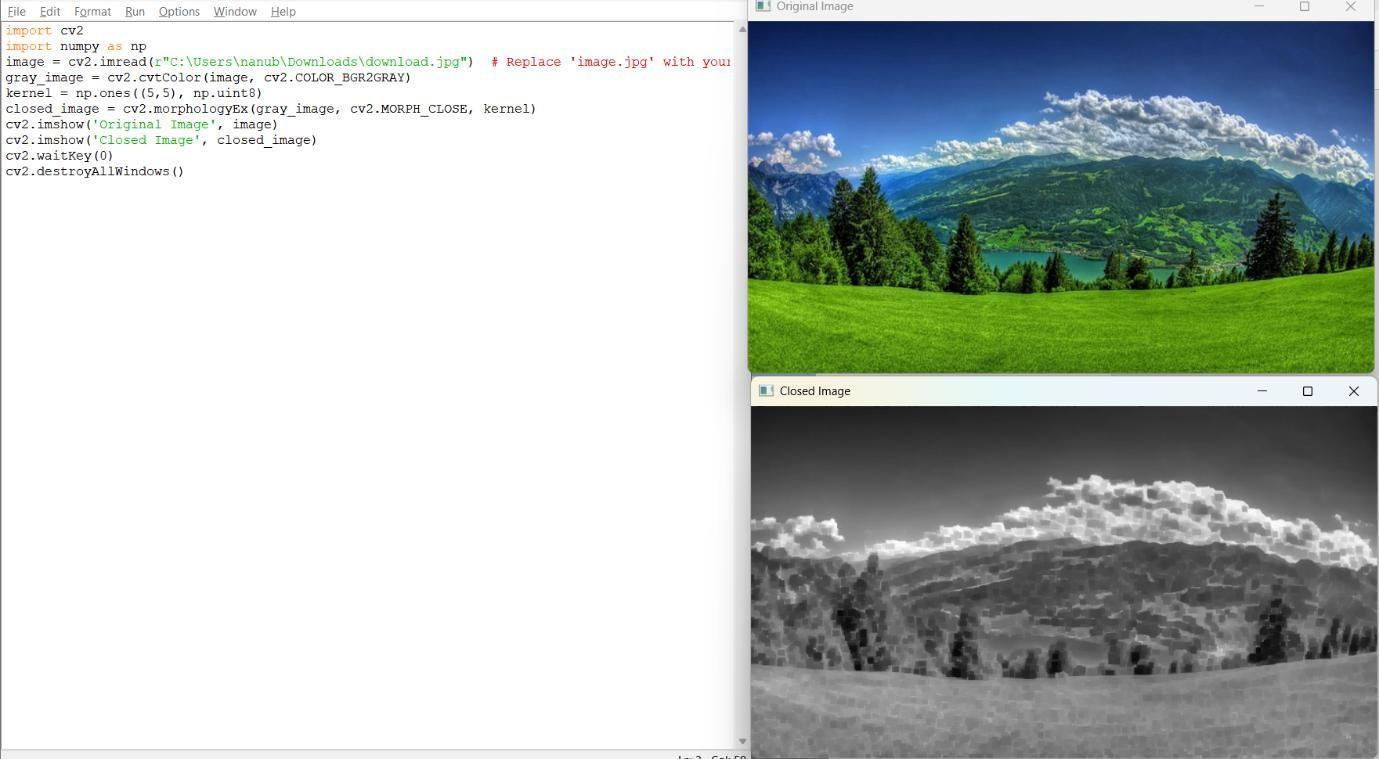 File Edit Format Run Options Window Help
import cv2
import numpy as np
image = cv2.imread(r"C:\Users\nanub\Downloads\download.jpg")  # Replace 'image.jpg' with your
gray_image = cv2.cvtColor(image, cv2.COLOR_BGR2GRAY)
kernel = np.ones((5,5), np.uint8)
closed_image = cv2.morphologyEx(gray_image, cv2.MORPH_CLOSE, kernel)
cv2.imshow('Original Image', image)
cv2.imshow('Closed Image', closed_image)
cv2.waitKey(0)
cv2.destroyAllWindows()
Original Image
Closed Image